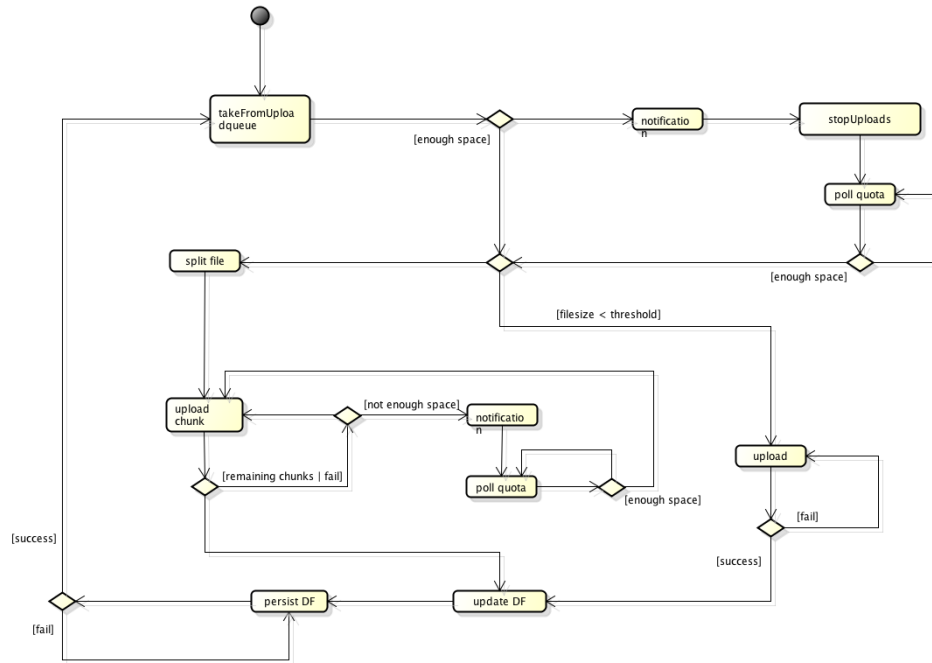 takeFromUploa
dqueue
[enough space]
notificatio
n
stopUploads
poll quota
split file
[enough space]
[filesize < threshold]
upload
chunk
[not enough space]
notificatio
n
[remaining chunks | fail]
poll quota
[enough space]
upload
[fail]
[success]
[success]
persist DF
update DF
[fail]